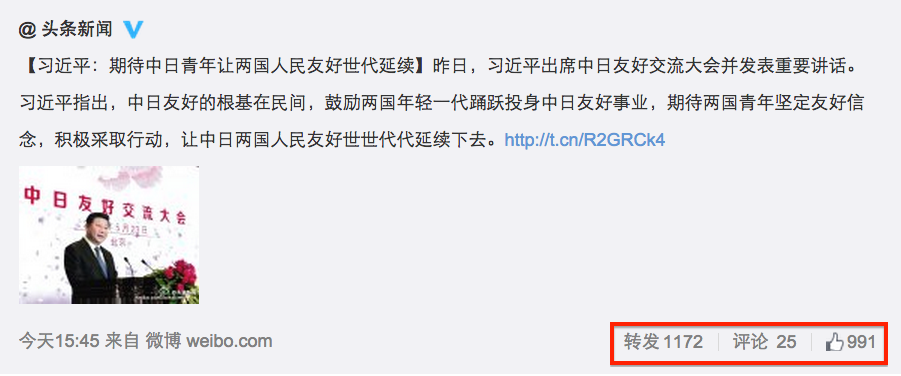 @ 头条新闻
【习近平：期待中日青年让两国人民友好世代延续】昨日，习近平出席中日友好交流大会并发表重要讲话。
习近平指出，中日友好的根基在民间，鼓励两国年轻一代踊跃投身中日友好事业，期待两国青年坚定友好信
念，积极采取行动，让中日两国人民友好世世代代延续下去。http://t.cn/R2GRCk4
中日友好交流大会
5月23日
北京
今天15:45 来自 微博 weibo.com
转发 1172 评论 25 991